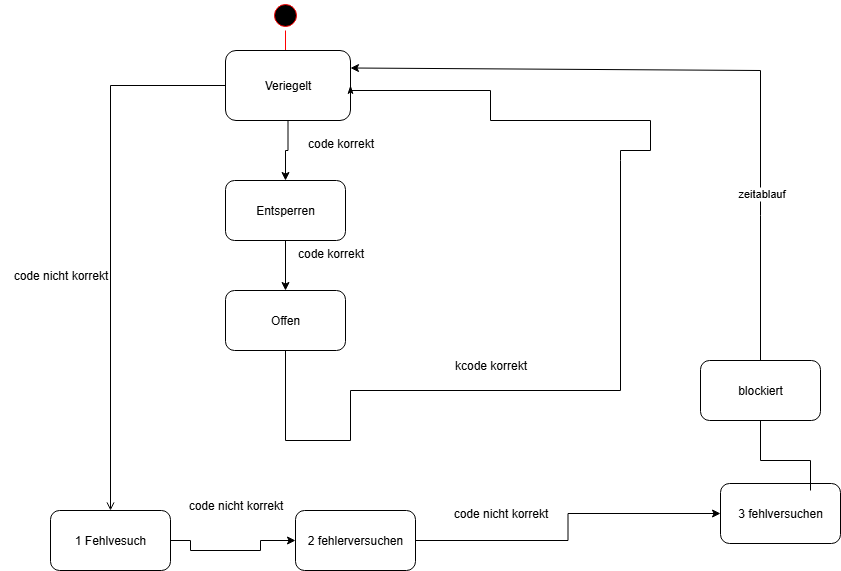 Veriegelt
code korrekt
zeitablauf
Entsperren
code korrekt
code nicht korrekt
Offen
kcode korrekt
blockiert
code nicht korrekt
code nicht korrekt
1 Fehlvesuch
2 fehlerversuchen
3 fehlversuchen